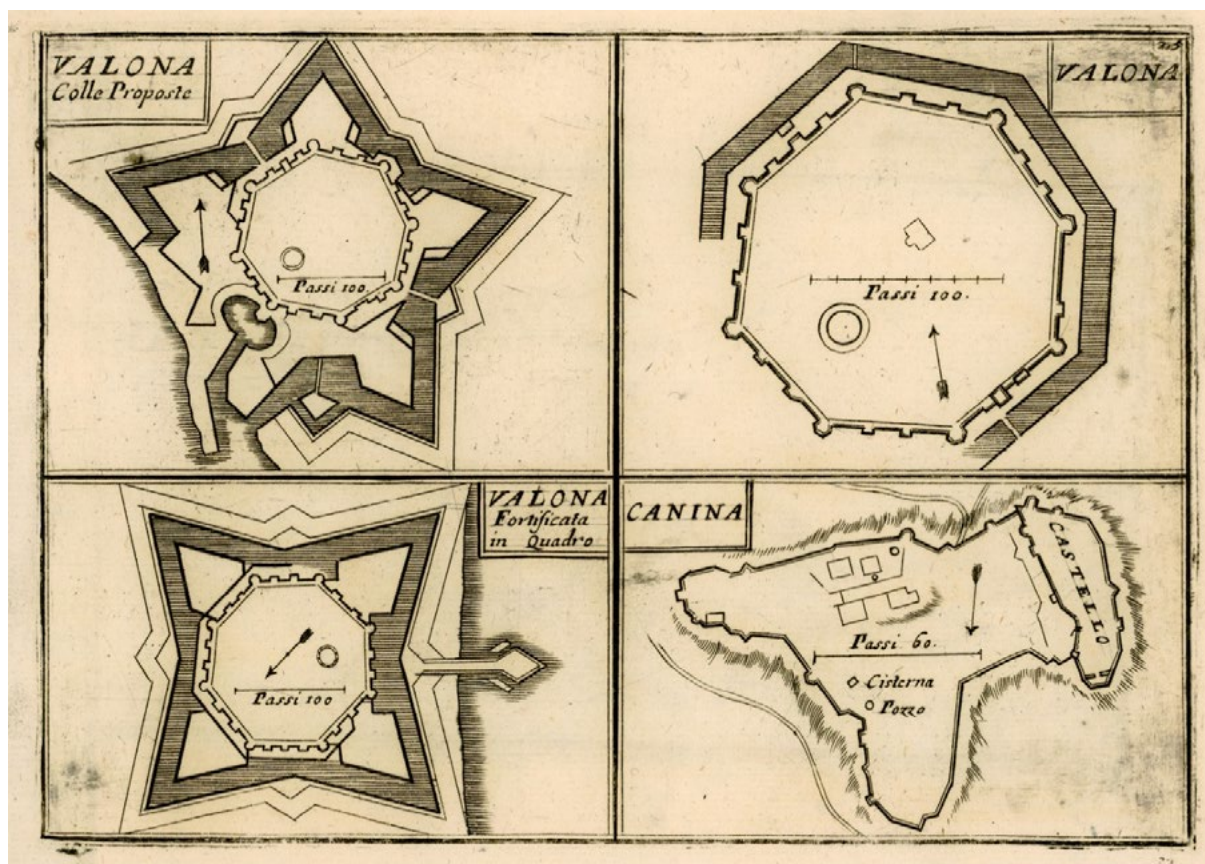 VALONA
Colle Proposte
Passi 100.
VALONA
Passi 100.
VALONA
Fortificata
in Quadro
Passi 100
CANINA
CASTELLO
Passi 60.
Cisterna
Pozzo